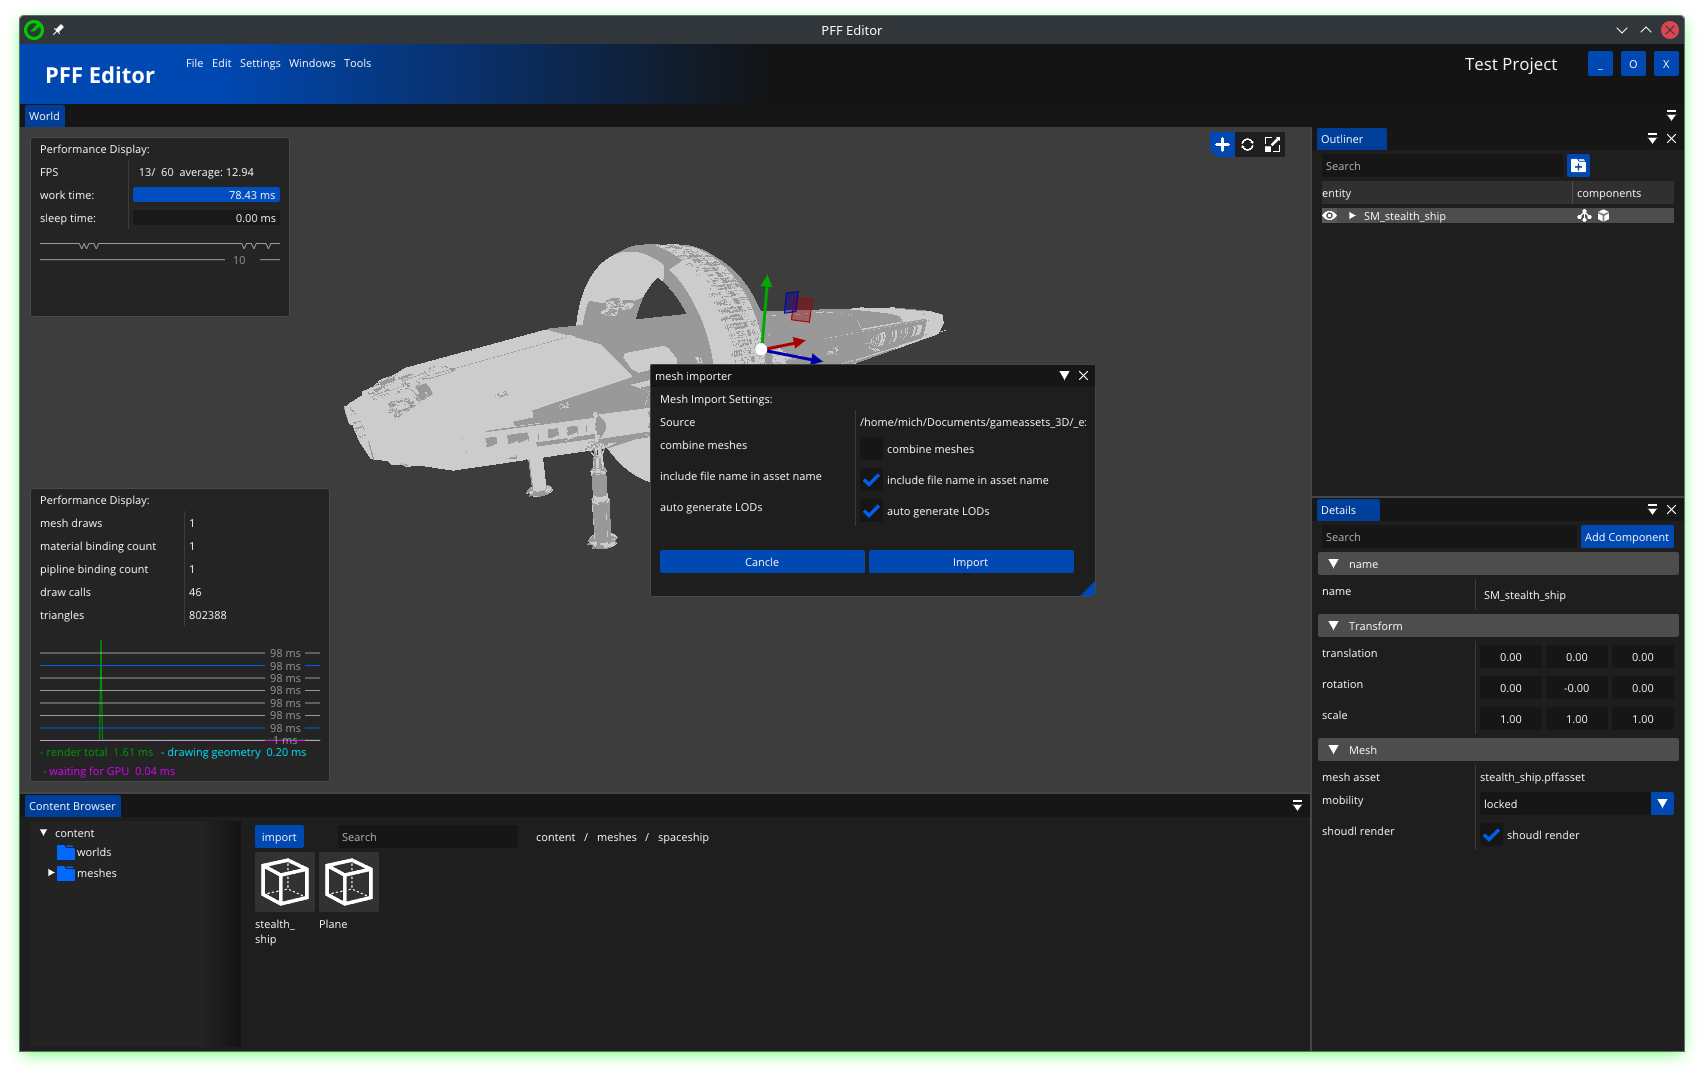 PFF Editor
PFF Editor
File Edit Settings Windows Tools
Test Project
_ O X
World
Performance Display:
FPS 13/ 60 average: 12.94
work time: 78.43 ms
sleep time: 0.00 ms
10
Performance Display:
mesh draws 1
material binding count 1
pipline binding count 1
draw calls 46
triangles 802388
98 ms
98 ms
98 ms
98 ms
98 ms
98 ms
98 ms
1 ms
- render total 1.61 ms - drawing geometry 0.20 ms
- waiting for GPU 0.04 ms
mesh importer
Mesh Import Settings:
Source /home/mich/Documents/gameassets_3D/_e
combine meshes combine meshes
include file name in asset name include file name in asset name
auto generate LODs auto generate LODs
Cancle Import
Outliner
Search
entity components
SM_stealth_ship
Details
Search Add Component
name
name SM_stealth_ship
Transform
translation 0.00 0.00 0.00
rotation 0.00 -0.00 0.00
scale 1.00 1.00 1.00
Mesh
mesh asset stealth_ship.pffasset
mobility locked
shoudl render shoudl render
Content Browser
content
worlds
meshes
import Search content / meshes / spaceship
stealth_
ship
Plane